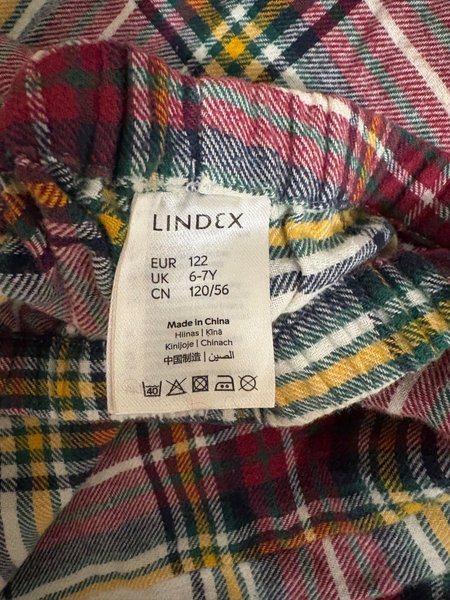 LINDEX
EUR 122
UK 6-7Y
CN 120/56
Made in China
Hiinas | Ķīnā
Kinijoje | Chinach
中国制造 | الصين
40